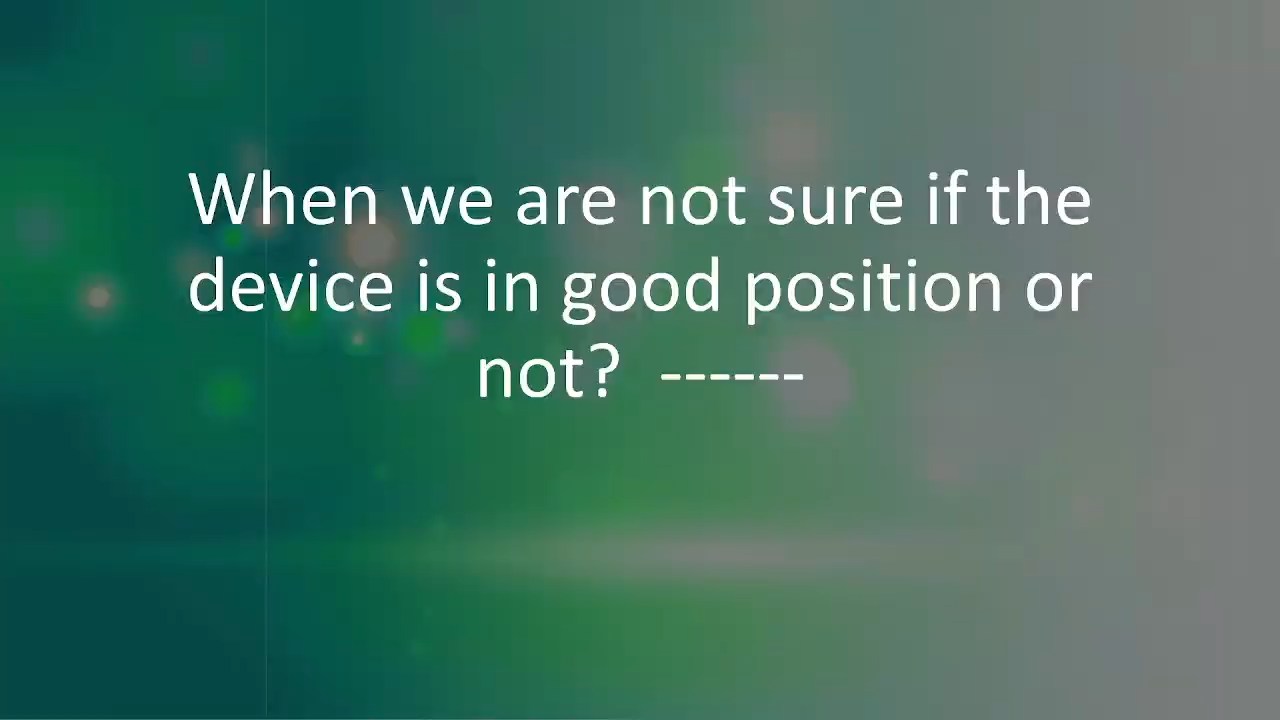 When we are not sure if the
device is in good position or
not?  ------